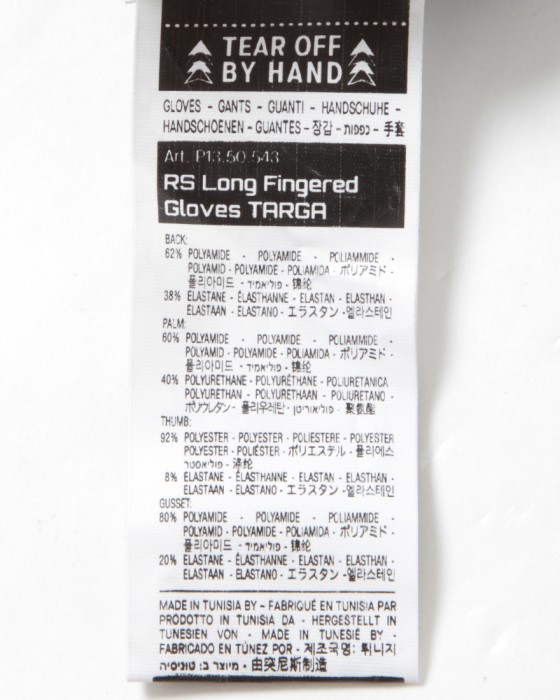 TEAR OFF
BY HAND
GLOVES - GANTS - GUANTI - HANDSCHUHE -
HANDSCHOENEN - GUANTES - 장갑 - כפפות - 手套
Art. P13.50.543
RS Long Fingered
Gloves TARGA
BACK:
62% POLYAMIDE - POLYAMIDE - POLIAMMIDE -
POLYAMID - POLYAMIDE - POLIAMIDA - ポリアミド -
폴리아미드 - פוליאמיד - 锦纶
38% ELASTANE - ÉLASTHANNE - ELASTAN - ELASTHAN -
ELASTAAN - ELASTANO - エラスタン - 엘라스테인
PALM:
60% POLYAMIDE - POLYAMIDE - POLIAMMIDE -
POLYAMID - POLYAMIDE - POLIAMIDA - ポリアミド -
폴리아미드 - פוליאמיד - 锦纶
40% POLYURETHANE - POLYURÉTHANE - POLIURETANICA
POLYURETHAN - POLYURETHAAN - POLIURETANO -
ポリウレタン - 폴리우레탄 - פוליאוריטן - 聚氨酯
THUMB:
92% POLYESTER - POLYESTER - POLIESTERE - POLYESTER
POLYESTER - POLIÉSTER - ポリエステル - 폴리에스
פוליאסטר - 涤纶
8% ELASTANE - ÉLASTHANNE - ELASTAN - ELASTHAN -
ELASTAAN - ELASTANO - エラスタン - 엘라스테인
GUSSET:
80% POLYAMIDE - POLYAMIDE - POLIAMMIDE -
POLYAMID - POLYAMIDE - POLIAMIDA - ポリアミド -
폴리아미드 - פוליאמיד - 锦纶
20% ELASTANE - ÉLASTHANNE - ELASTAN - ELASTHAN -
ELASTAAN - ELASTANO - エラスタン - 엘라스테인
MADE IN TUNISIA BY - FABRIQUÉ EN TUNISIA PAR
PRODOTTO IN TUNISIA DA - HERGESTELLT IN
TUNESIEN VON - MADE IN TUNESIË BY -
FABRICADO EN TÚNEZ POR - 제조국명: 튀니지
מיוצר ב: טוניסיה - 由突尼斯制造